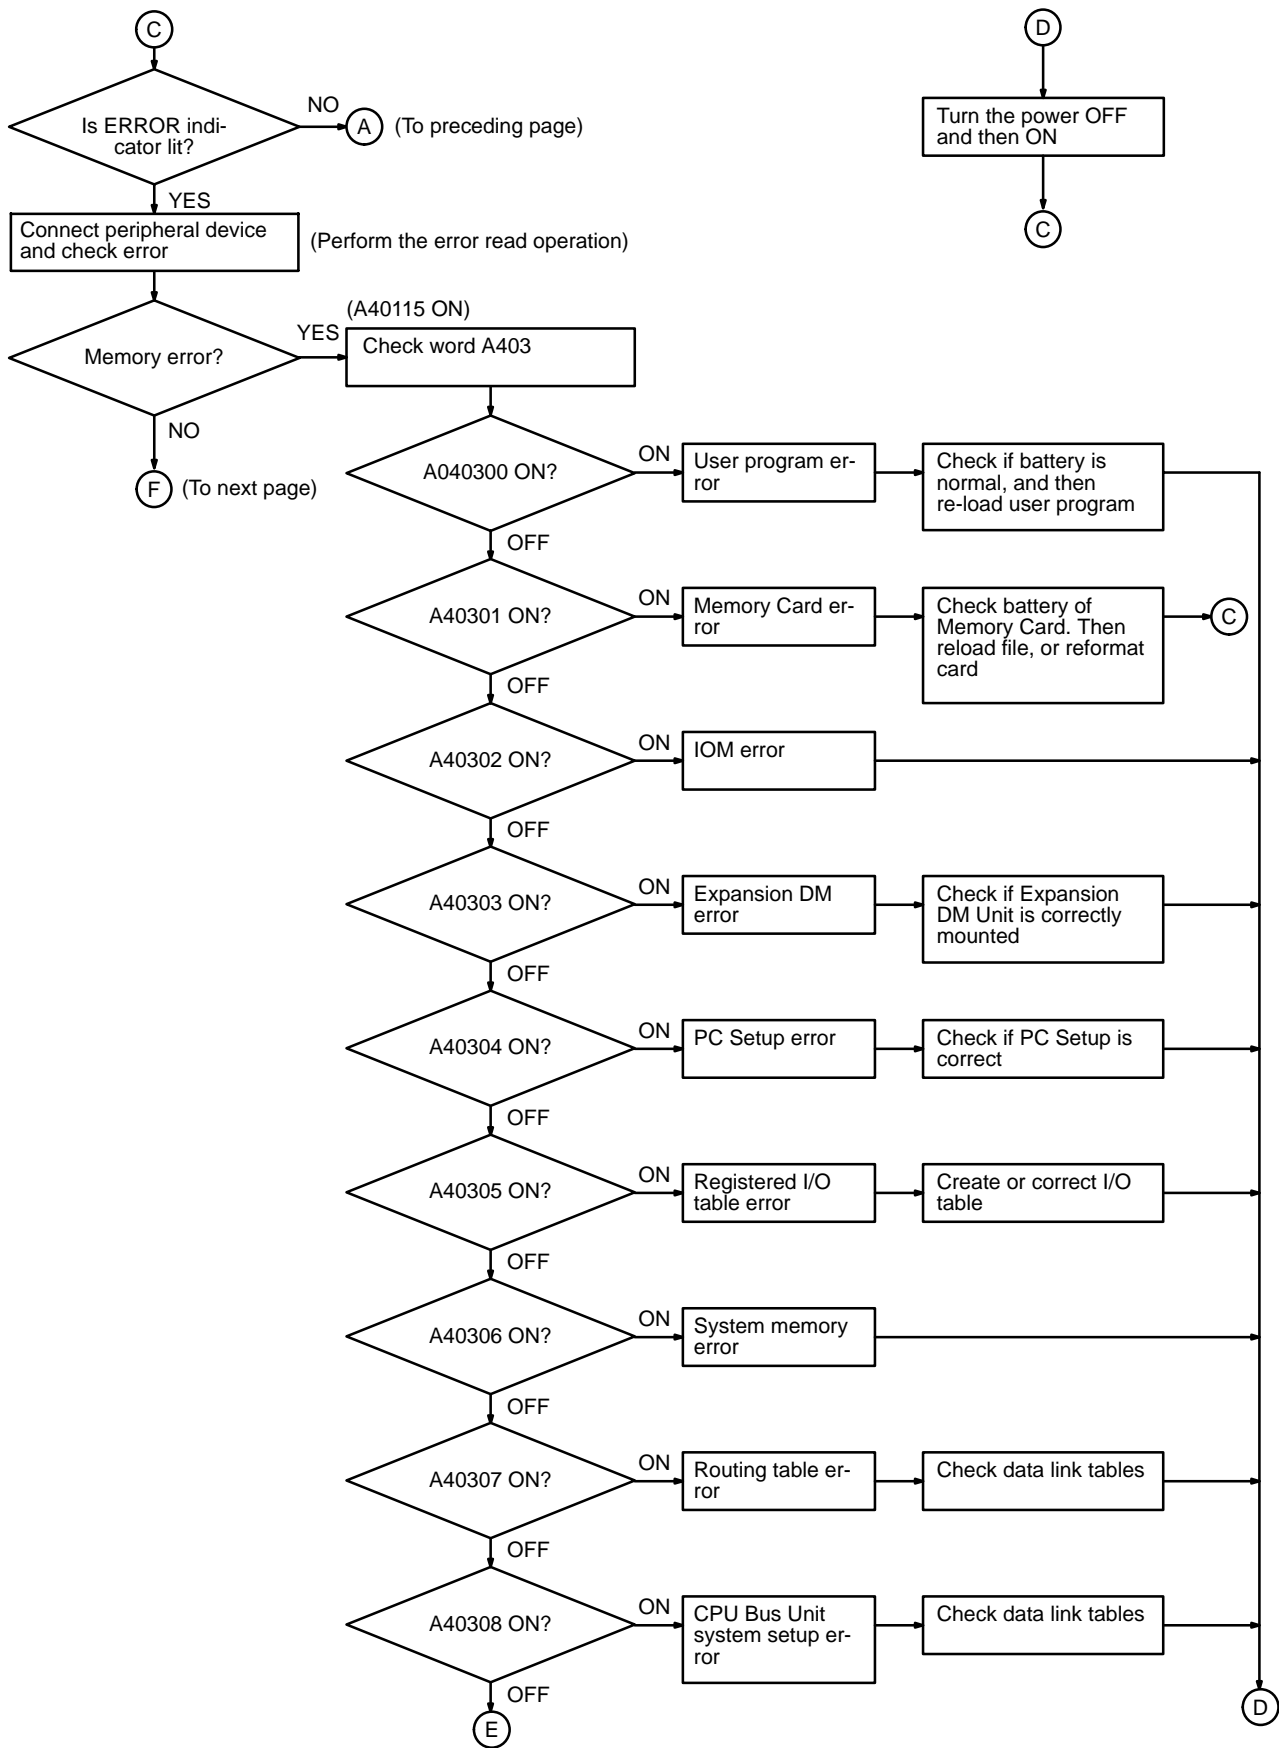 C
Is ERROR indi-
cator lit?
NO
A
(To preceding page)
YES
Connect peripheral device
and check error
(Perform the error read operation)
Memory error?
YES
(A40115 ON)
Check word A403
NO
F
(To next page)
D
Turn the power OFF
and then ON
C
A040300 ON?
ON
User program er-
ror
Check if battery is
normal, and then
re-load user program
OFF
A40301 ON?
ON
Memory Card er-
ror
Check battery of
Memory Card. Then
reload file, or reformat
card
C
OFF
A40302 ON?
ON
IOM error
OFF
A40303 ON?
ON
Expansion DM
error
Check if Expansion
DM Unit is correctly
mounted
OFF
A40304 ON?
ON
PC Setup error
Check if PC Setup is
correct
OFF
A40305 ON?
ON
Registered I/O
table error
Create or correct I/O
table
OFF
A40306 ON?
ON
System memory
error
OFF
A40307 ON?
ON
Routing table er-
ror
Check data link tables
OFF
A40308 ON?
ON
CPU Bus Unit
system setup er-
ror
Check data link tables
OFF
E
D